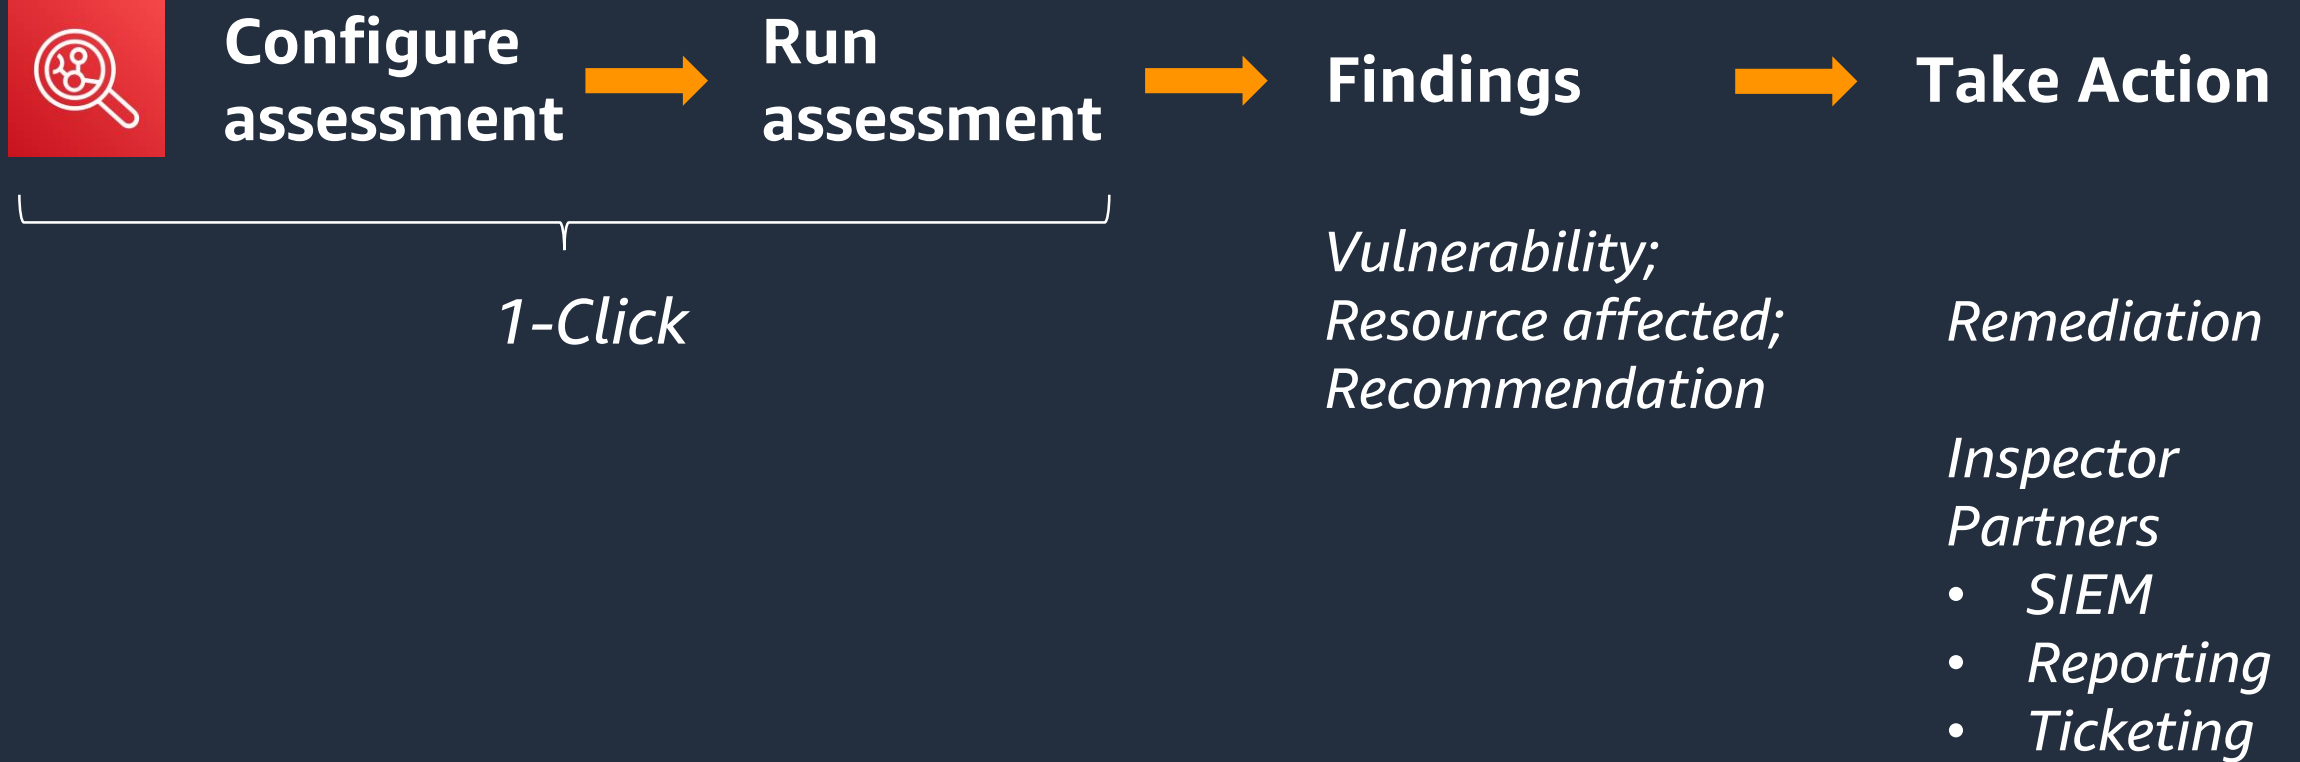 Configure
assessment
Run
assessment
Findings
Take Action
1-Click
Vulnerability;
Resource affected;
Recommendation
Remediation
Inspector
Partners
• SIEM
• Reporting
• Ticketing